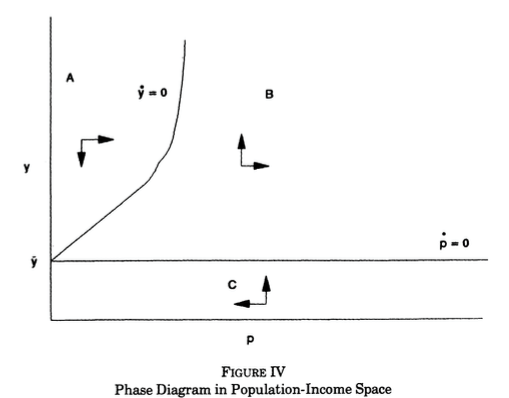 A
ẏ = 0
B
y
ṗ = 0
ȳ
C
p
FIGURE IV
Phase Diagram in Population-Income Space